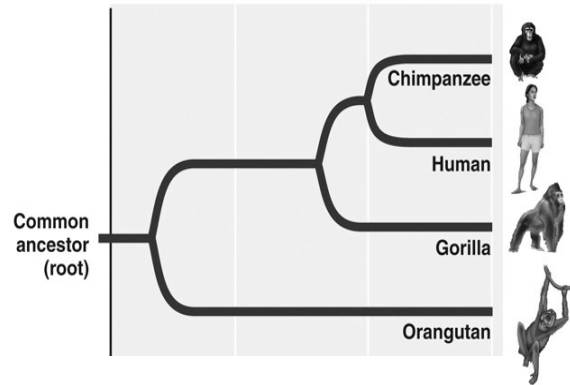 Chimpanzee
Human
Common
ancestor
(root)
Gorilla
Orangutan